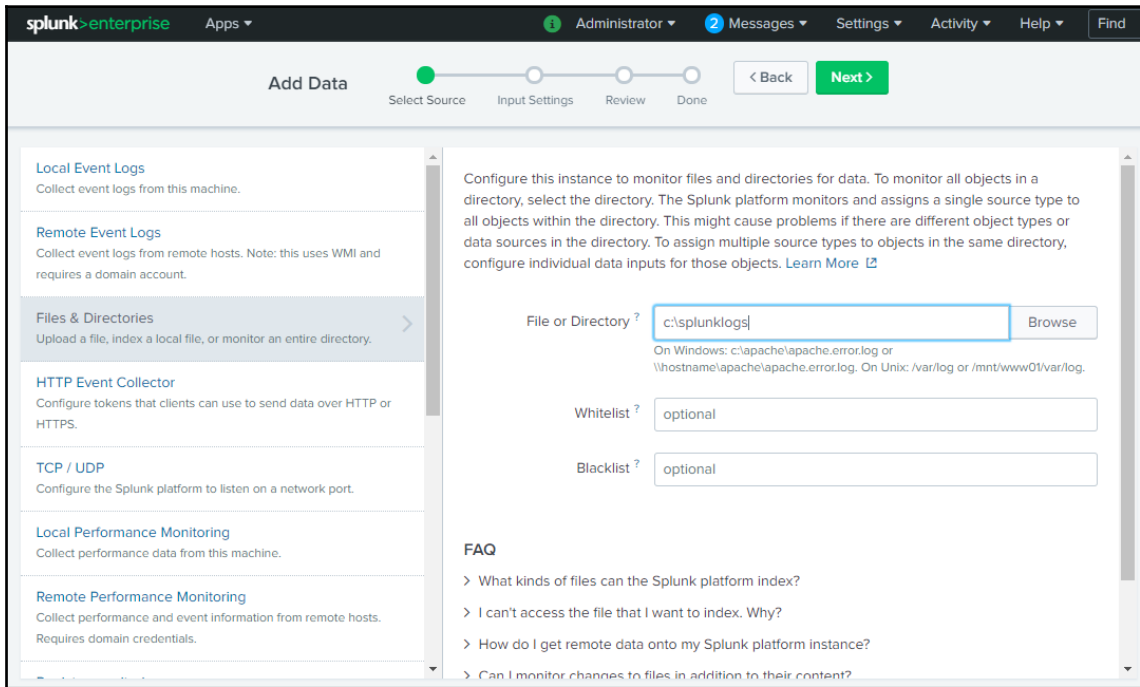 splunk>enterprise Apps i Administrator 2 Messages Settings Activity Help Find
Add Data
Select Source Input Settings Review Done
< Back Next >
Local Event Logs
Collect event logs from this machine.
Remote Event Logs
Collect event logs from remote hosts. Note: this uses WMI and
requires a domain account.
Files & Directories
Upload a file, index a local file, or monitor an entire directory.
HTTP Event Collector
Configure tokens that clients can use to send data over HTTP or
HTTPS.
TCP / UDP
Configure the Splunk platform to listen on a network port.
Local Performance Monitoring
Collect performance data from this machine.
Remote Performance Monitoring
Collect performance and event information from remote hosts.
Requires domain credentials.
Configure this instance to monitor files and directories for data. To monitor all objects in a
directory, select the directory. The Splunk platform monitors and assigns a single source type to
all objects within the directory. This might cause problems if there are different object types or
data sources in the directory. To assign multiple source types to objects in the same directory,
configure individual data inputs for those objects. Learn More
File or Directory ? c:\splunklogs Browse
On Windows: c:\apache\apache.error.log or
\\hostname\apache\apache.error.log. On Unix: /var/log or /mnt/www01/var/log.
Whitelist ? optional
Blacklist ? optional
FAQ
> What kinds of files can the Splunk platform index?
> I can't access the file that I want to index. Why?
> How do I get remote data onto my Splunk platform instance?
> Can I monitor changes to files in addition to their content?